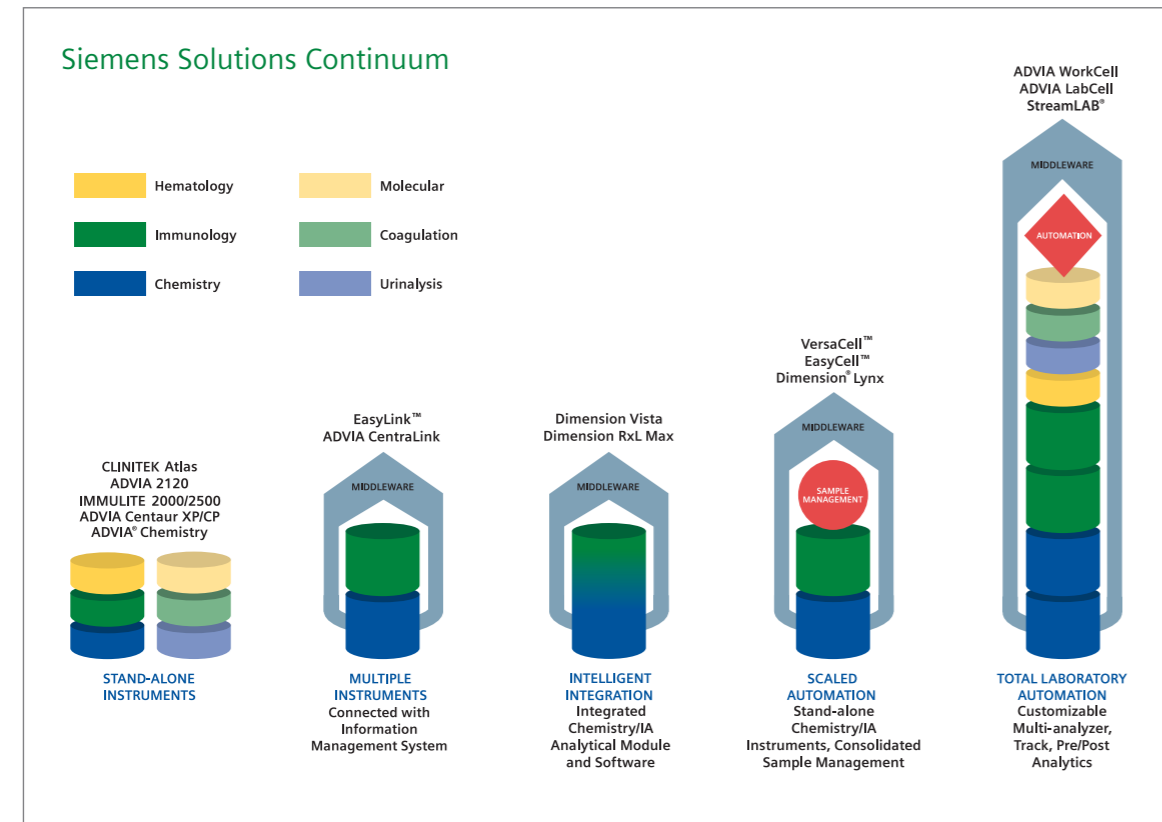 Siemens Solutions Continuum
Hematology
Immunology
Chemistry
Molecular
Coagulation
Urinalysis
CLINITEK Atlas
ADVIA 2120
IMMULITE 2000/2500
ADVIA Centaur XP/CP
ADVIA® Chemistry
STAND-ALONE
INSTRUMENTS
EasyLink™
ADVIA CentraLink
MIDDLEWARE
MULTIPLE
INSTRUMENTS
Connected with
Information
Management System
Dimension Vista
Dimension RxL Max
MIDDLEWARE
INTELLIGENT
INTEGRATION
Integrated
Chemistry/IA
Analytical Module
and Software
VersaCell™
EasyCell™
Dimension® Lynx
MIDDLEWARE
SAMPLE
MANAGEMENT
SCALED
AUTOMATION
Stand-alone
Chemistry/IA
Instruments, Consolidated
Sample Management
ADVIA WorkCell
ADVIA LabCell
StreamLAB®
MIDDLEWARE
AUTOMATION
TOTAL LABORATORY
AUTOMATION
Customizable
Multi-analyzer,
Track, Pre/Post
Analytics